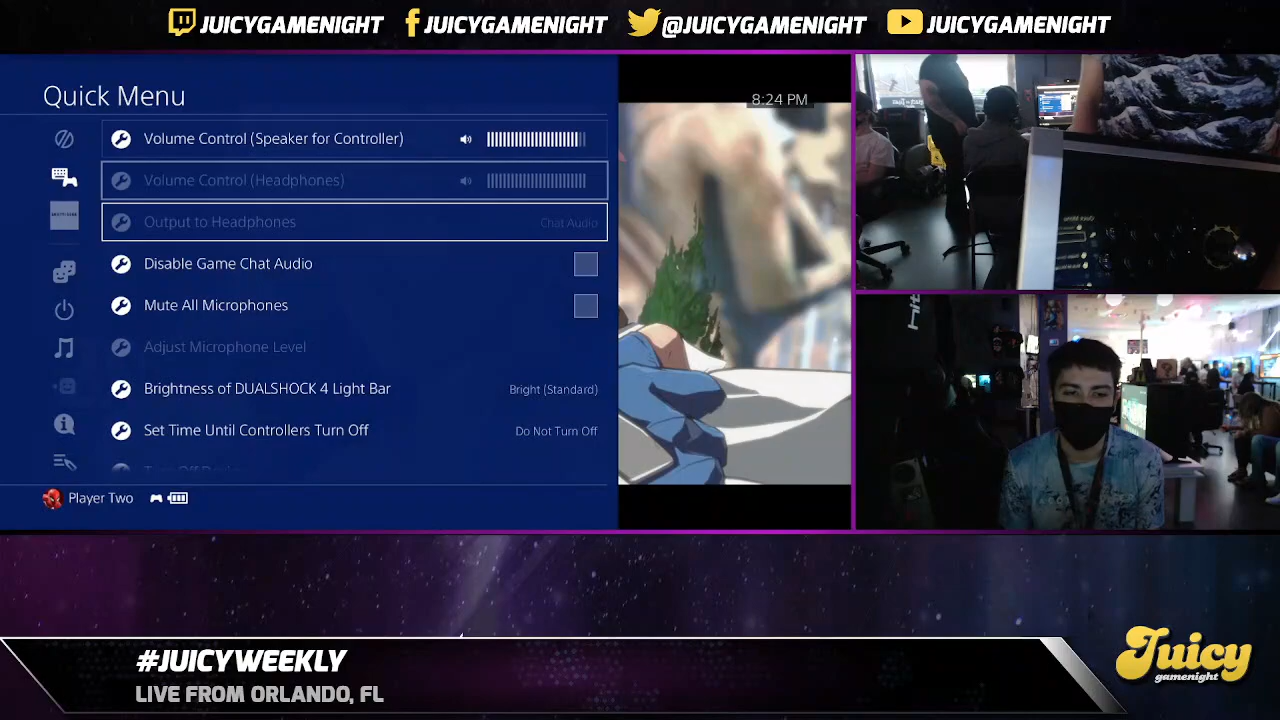 JUICYGAMENIGHT
JUICYGAMENIGHT
@JUICYGAMENIGHT
JUICYGAMENIGHT
Quick Menu
8:24 PM
Volume Control (Speaker for Controller)
Volume Control (Headphones)
Output to Headphones Chat Audio
Disable Game Chat Audio
Mute All Microphones
Adjust Microphone Level
Brightness of DUALSHOCK 4 Light Bar Bright (Standard)
Set Time Until Controllers Turn Off Do Not Turn Off
Player Two
#JUICYWEEKLY
LIVE FROM ORLANDO, FL
Juicy
gamenight